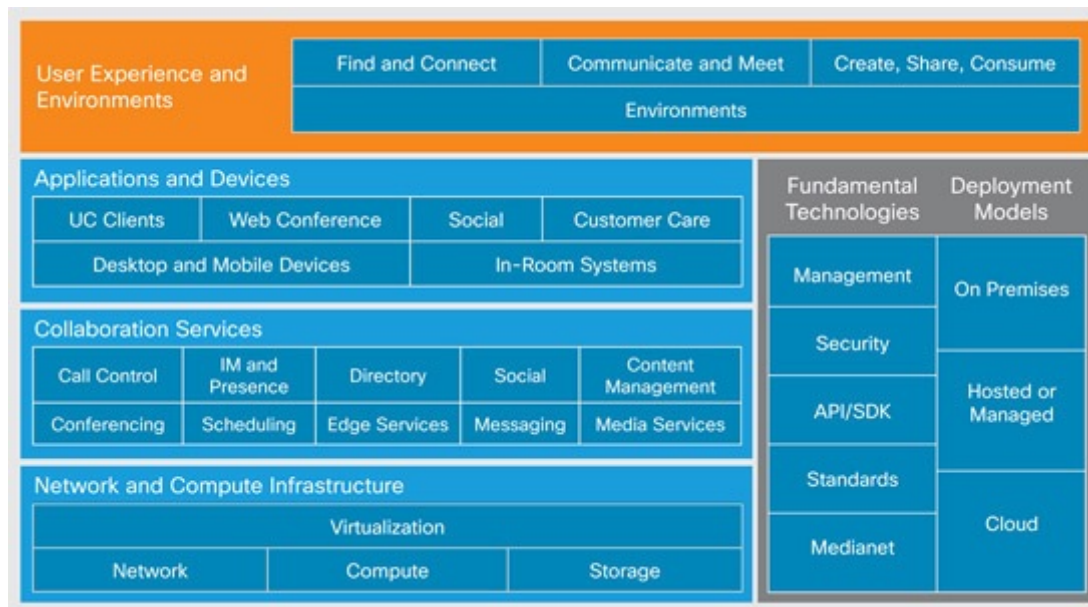 User Experience and
Environments
Find and Connect
Communicate and Meet
Create, Share, Consume
Environments
Applications and Devices
UC Clients
Web Conference
Social
Customer Care
Desktop and Mobile Devices
In-Room Systems
Collaboration Services
Call Control
IM and
Presence
Directory
Social
Content
Management
Conferencing
Scheduling
Edge Services
Messaging
Media Services
Network and Compute Infrastructure
Virtualization
Network
Compute
Storage
Fundamental
Technologies
Management
Security
API/SDK
Standards
Medianet
Deployment
Models
On Premises
Hosted or
Managed
Cloud